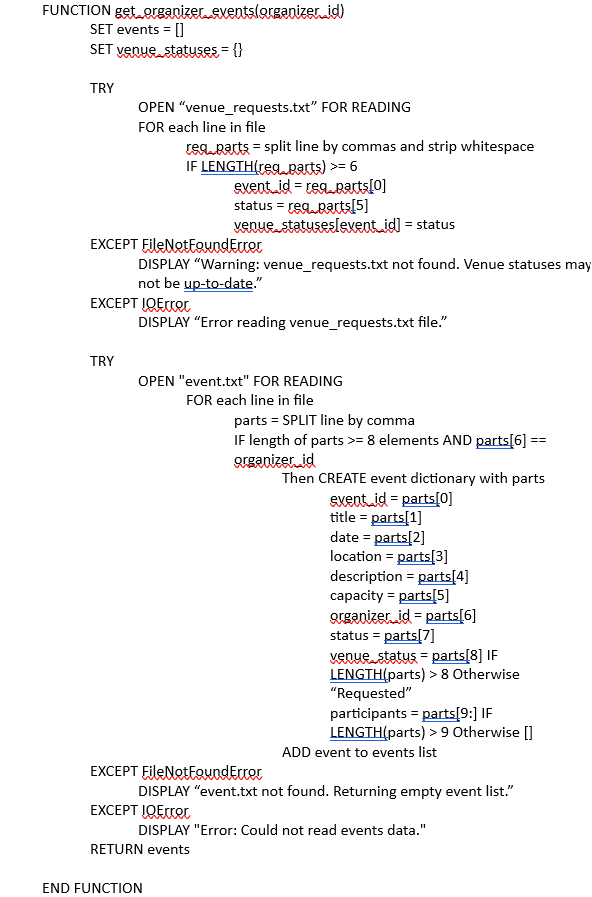 FUNCTION get_organizer_events(organizer_id)
SET events = []
SET venue_statuses = {}
TRY
OPEN “venue_requests.txt” FOR READING
FOR each line in file
req_parts = split line by commas and strip whitespace
IF LENGTH(req_parts) >= 6
event_id = req_parts[0]
status = req_parts[5]
venue_statuses[event_id] = status
EXCEPT FileNotFoundError
DISPLAY “Warning: venue_requests.txt not found. Venue statuses may
not be up-to-date.”
EXCEPT IOError
DISPLAY “Error reading venue_requests.txt file.”
TRY
OPEN "event.txt" FOR READING
FOR each line in file
parts = SPLIT line by comma
IF length of parts >= 8 elements AND parts[6] ==
organizer_id
Then CREATE event dictionary with parts
event_id = parts[0]
title = parts[1]
date = parts[2]
location = parts[3]
description = parts[4]
capacity = parts[5]
organizer_id = parts[6]
status = parts[7]
venue_status = parts[8] IF
LENGTH(parts) > 8 Otherwise
“Requested”
participants = parts[9:] IF
LENGTH(parts) > 9 Otherwise []
ADD event to events list
EXCEPT FileNotFoundError
DISPLAY “event.txt not found. Returning empty event list.”
EXCEPT IOError
DISPLAY "Error: Could not read events data."
RETURN events
END FUNCTION